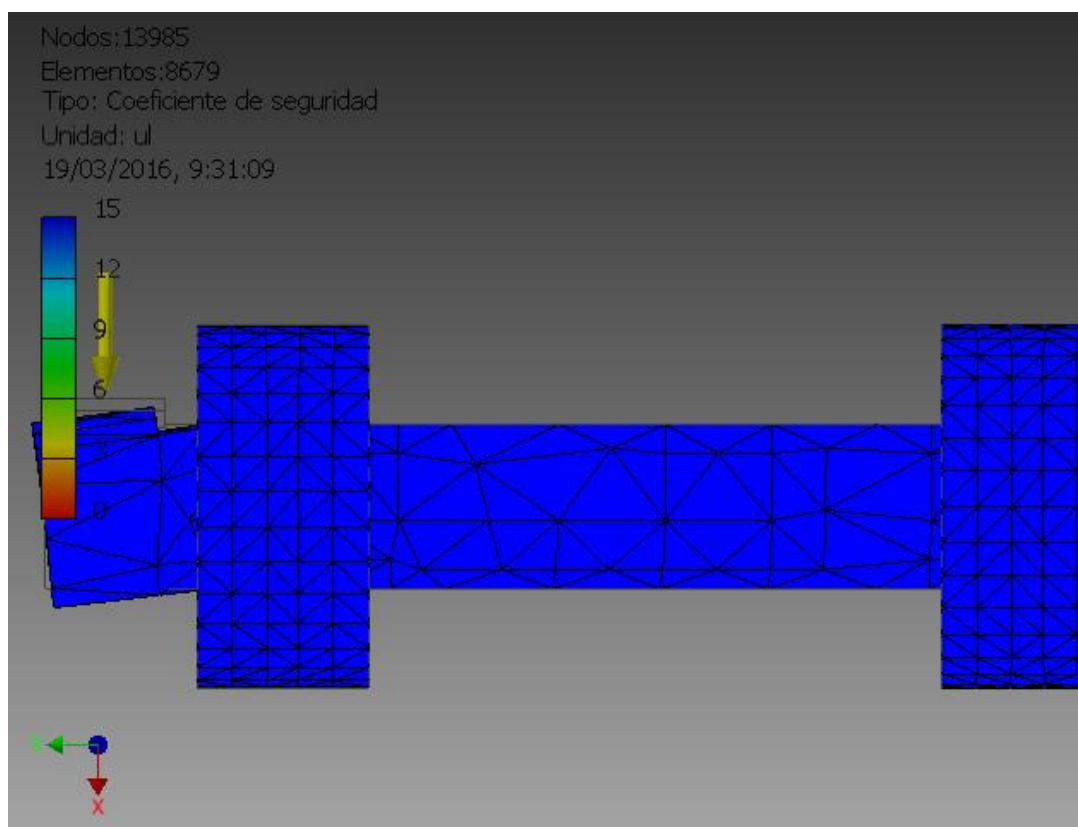 Nodos:13985
Elementos:8679
Tipo: Coeficiente de seguridad
Unidad: ul
19/03/2016, 9:31:09
15
12
9
6
0
X